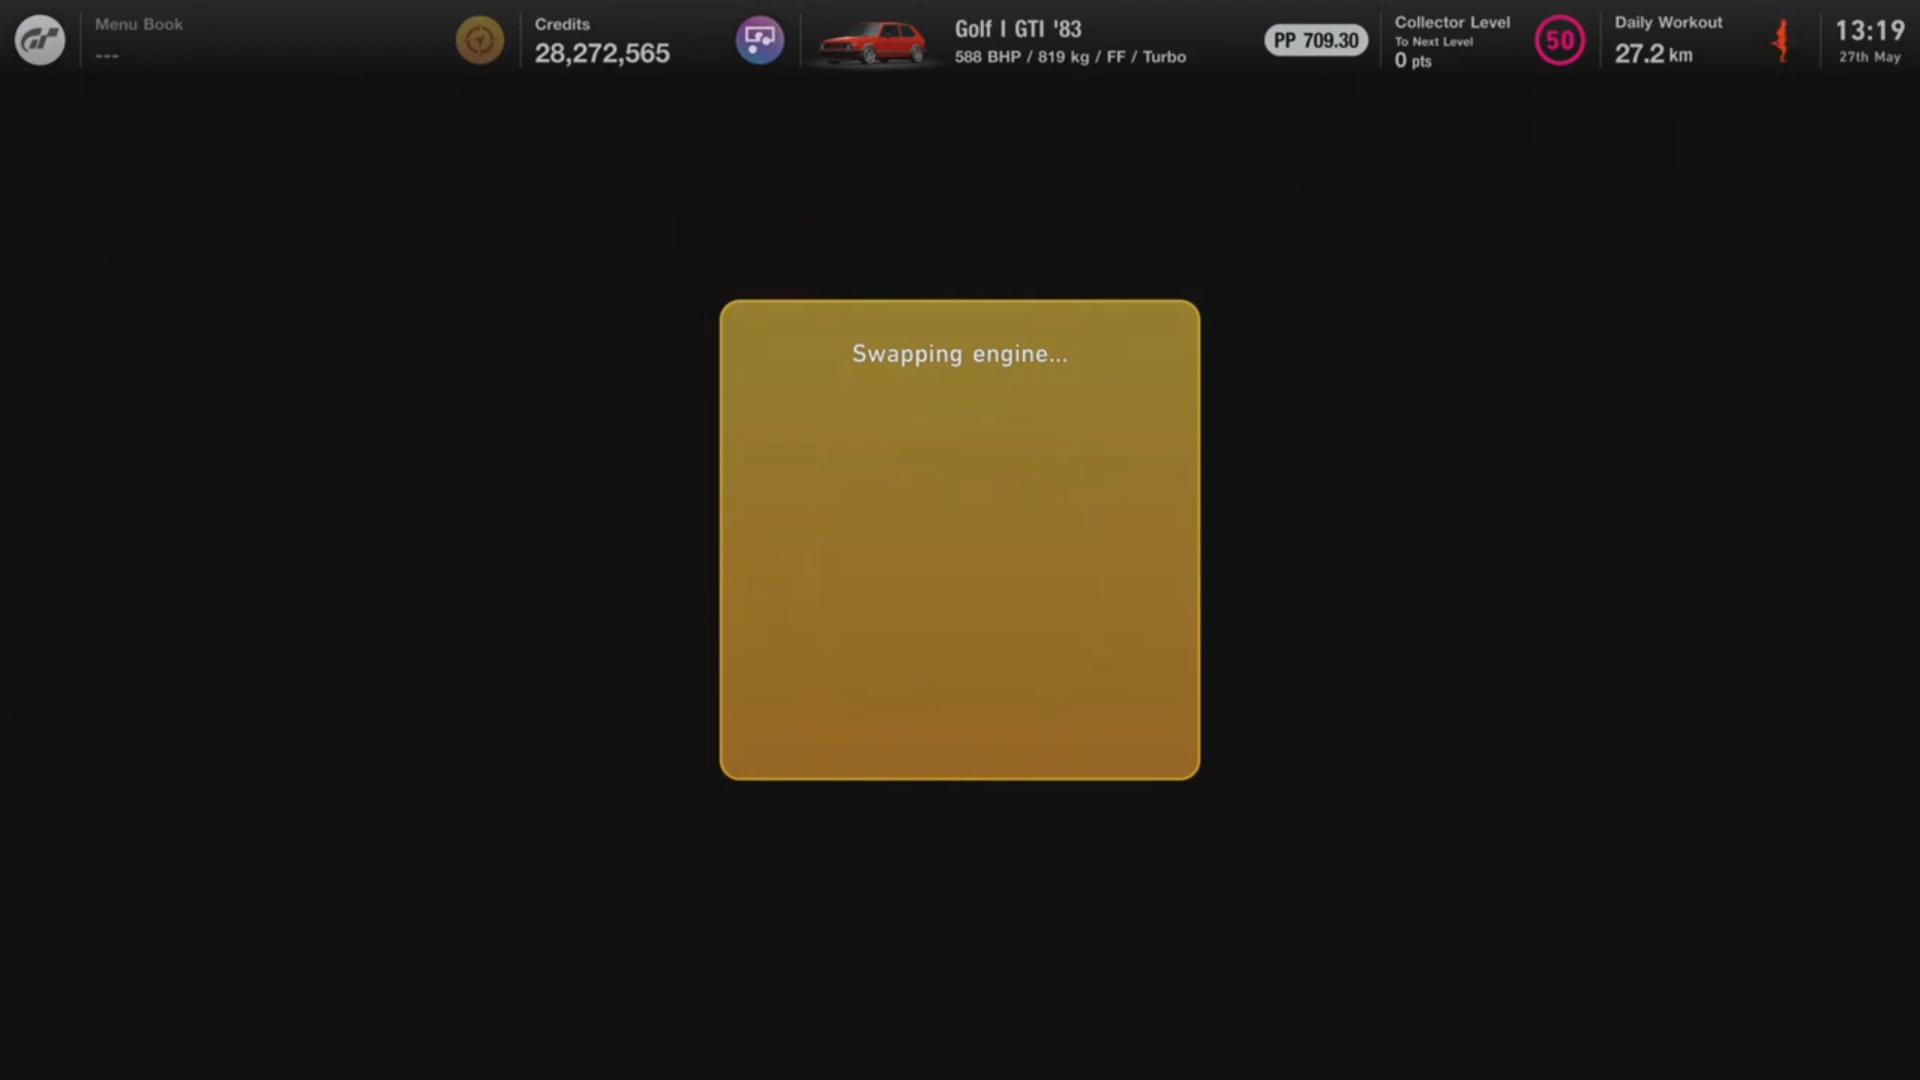 Menu Book
---
Credits
28,272,565
Golf I GTI '83
588 BHP / 819 kg / FF / Turbo
PP 709.30
Collector Level
To Next Level
0 pts
50
Daily Workout
27.2 km
13:19
27th May
Swapping engine...